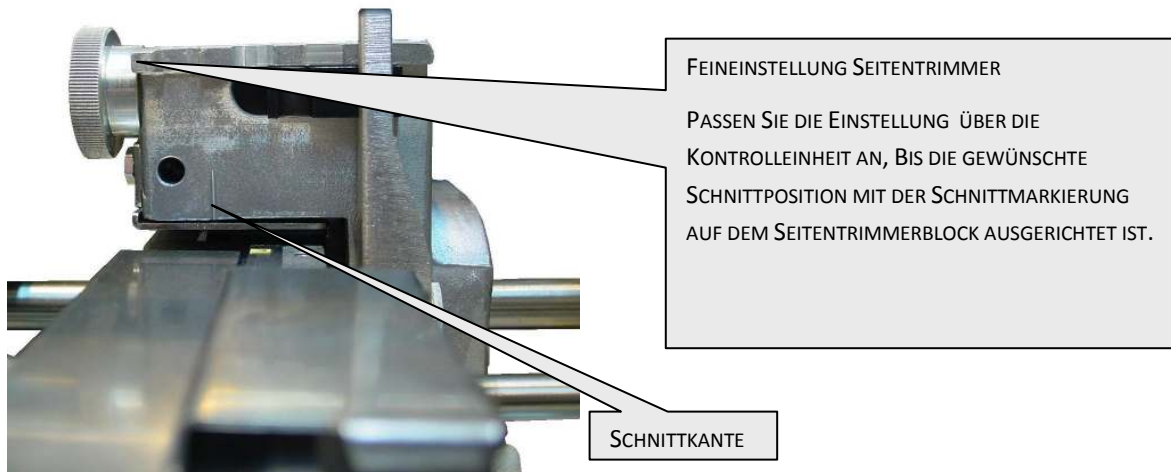 FEINEINSTELLUNG SEITENTRIMMER
PASSEN SIE DIE EINSTELLUNG ÜBER DIE
KONTROLLEINHEIT AN, BIS DIE GEWÜNSCHTE
SCHNITTPOSITION MIT DER SCHNITTMARKIERUNG
AUF DEM SEITENTRIMMERBLOCK AUSGERICHTET IST.
SCHNITTKANTE